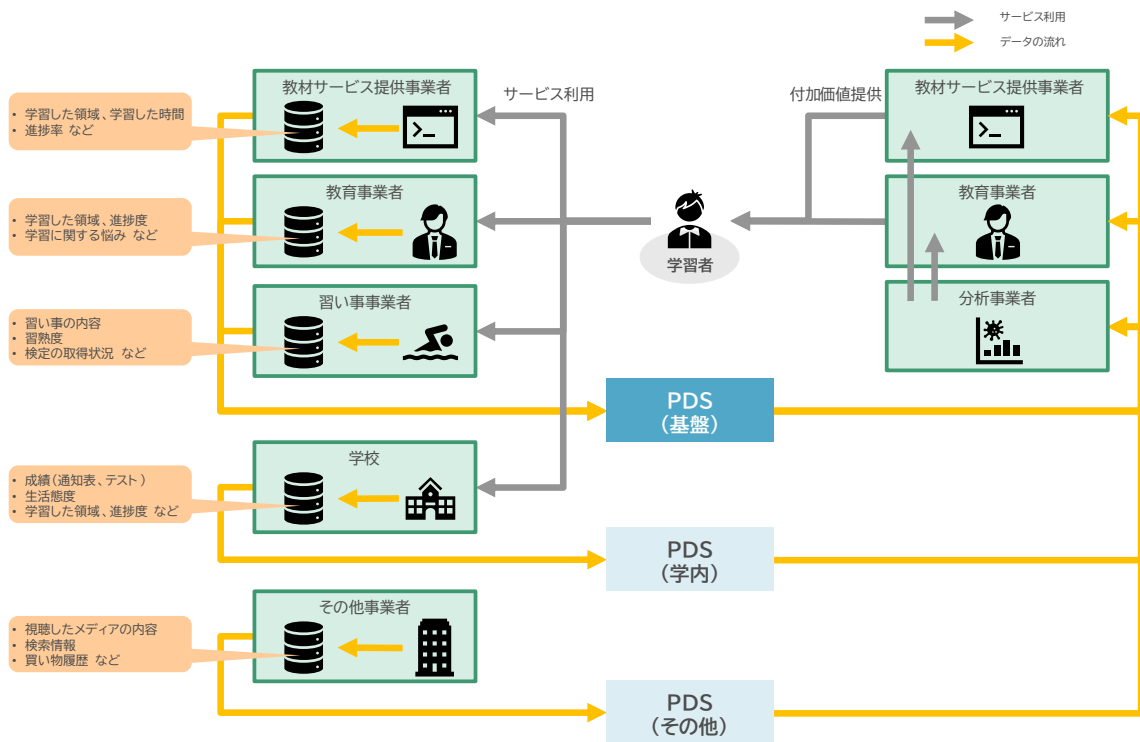 サービス利用
データの流れ
教材サービス提供事業者
・ 学習した領域、学習した時間
・ 進捗率 など
サービス利用
付加価値提供
教材サービス提供事業者
教育事業者
・ 学習した領域、進捗度
・ 学習に関する悩み など
学習者
教育事業者
習い事事業者
・ 習い事の内容
・ 習熟度
・ 検定の取得状況 など
分析事業者
PDS
（基盤）
学校
・ 成績（通知表、テスト）
・ 生活態度
・ 学習した領域、進捗度 など
PDS
（学内）
その他事業者
・ 視聴したメディアの内容
・ 検索情報
・ 買い物履歴 など
PDS
（その他）